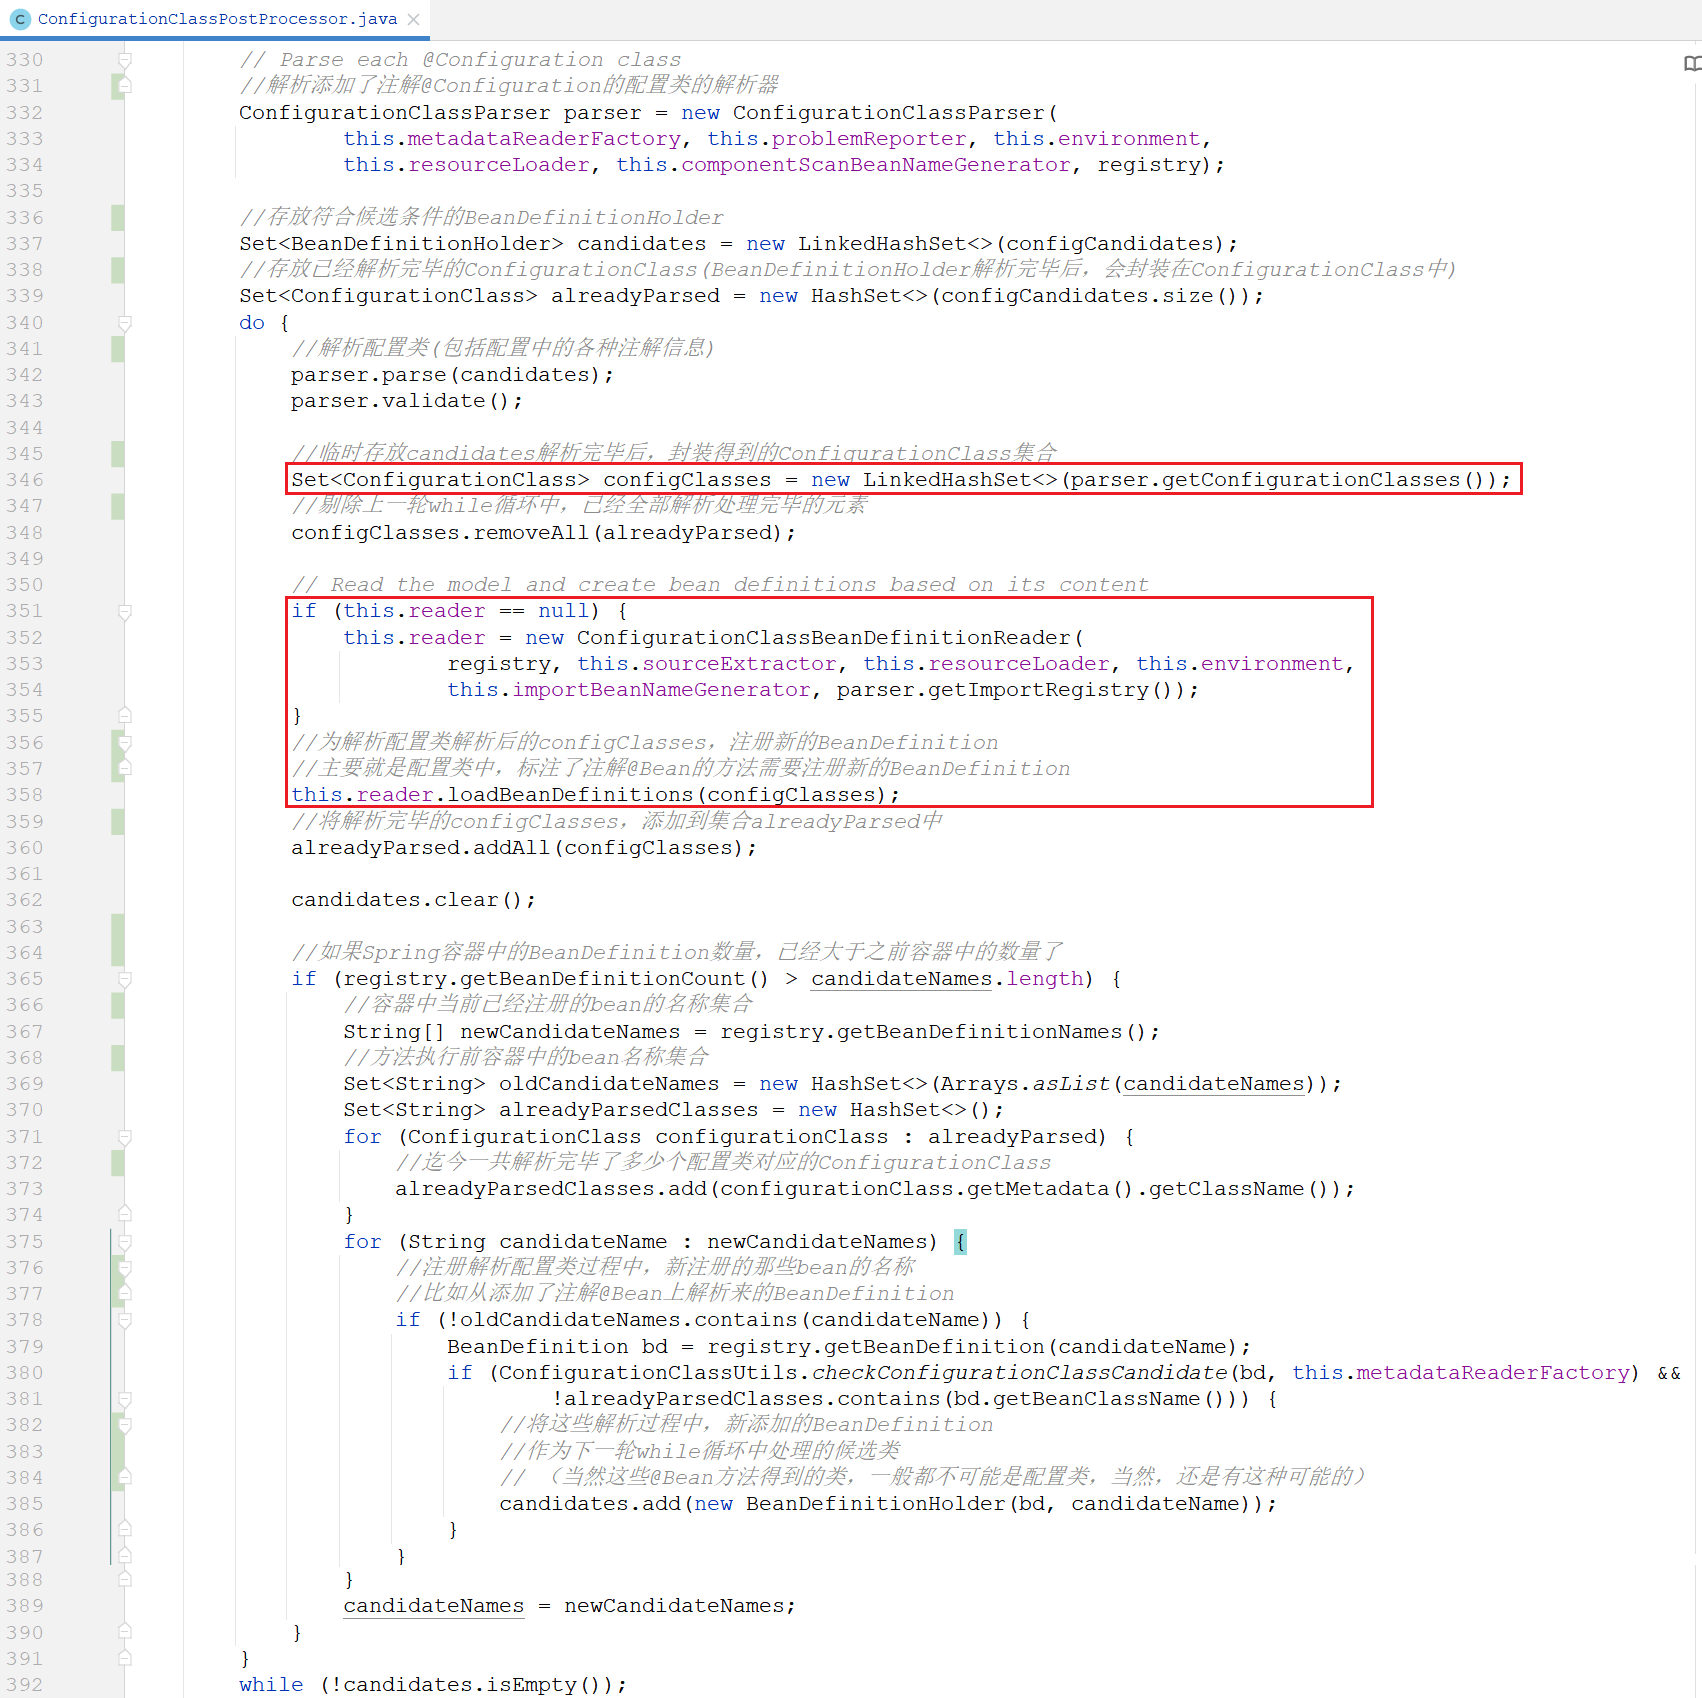 ConfigurationClassPostProcessor.java
330 // Parse each @Configuration class
331 //解析添加了注解@Configuration的配置类的解析器
332 ConfigurationClassParser parser = new ConfigurationClassParser(
333 this.metadataReaderFactory, this.problemReporter, this.environment,
334 this.resourceLoader, this.componentScanBeanNameGenerator, registry);
335
336 //存放符合候选条件的BeanDefinitionHolder
337 Set<BeanDefinitionHolder> candidates = new LinkedHashSet<>(configCandidates);
338 //存放已经解析完毕的ConfigurationClass(BeanDefinitionHolder解析完毕后，会封装在ConfigurationClass中)
339 Set<ConfigurationClass> alreadyParsed = new HashSet<>(configCandidates.size());
340 do {
341 //解析配置类(包括配置中的各种注解信息)
342 parser.parse(candidates);
343 parser.validate();
344
345 //临时存放candidates解析完毕后，封装得到的ConfigurationClass集合
346 Set<ConfigurationClass> configClasses = new LinkedHashSet<>(parser.getConfigurationClasses());
347 //剔除上一轮while循环中，已经全部解析处理完毕的元素
348 configClasses.removeAll(alreadyParsed);
349
350 // Read the model and create bean definitions based on its content
351 if (this.reader == null) {
352 this.reader = new ConfigurationClassBeanDefinitionReader(
353 registry, this.sourceExtractor, this.resourceLoader, this.environment,
354 this.importBeanNameGenerator, parser.getImportRegistry());
355 }
356 //为解析配置类解析后的configClasses，注册新的BeanDefinition
357 //主要就是配置类中，标注了注解@Bean的方法需要注册新的BeanDefinition
358 this.reader.loadBeanDefinitions(configClasses);
359 //将解析完毕的configClasses，添加到集合alreadyParsed中
360 alreadyParsed.addAll(configClasses);
361
362 candidates.clear();
363
364 //如果Spring容器中的BeanDefinition数量，已经大于之前容器中的数量了
365 if (registry.getBeanDefinitionCount() > candidateNames.length) {
366 //容器中当前已经注册的bean的名称集合
367 String[] newCandidateNames = registry.getBeanDefinitionNames();
368 //方法执行前容器中的bean名称集合
369 Set<String> oldCandidateNames = new HashSet<>(Arrays.asList(candidateNames));
370 Set<String> alreadyParsedClasses = new HashSet<>();
371 for (ConfigurationClass configurationClass : alreadyParsed) {
372 //迄今一共解析完毕了多少个配置类对应的ConfigurationClass
373 alreadyParsedClasses.add(configurationClass.getMetadata().getClassName());
374 }
375 for (String candidateName : newCandidateNames) {
376 //注册解析配置类过程中，新注册的那些bean的名称
377 //比如从添加了注解@Bean上解析来的BeanDefinition
378 if (!oldCandidateNames.contains(candidateName)) {
379 BeanDefinition bd = registry.getBeanDefinition(candidateName);
380 if (ConfigurationClassUtils.checkConfigurationClassCandidate(bd, this.metadataReaderFactory) &&
381 !alreadyParsedClasses.contains(bd.getBeanClassName())) {
382 //将这些解析过程中，新添加的BeanDefinition
383 //作为下一轮while循环中处理的候选类
384 // （当然这些@Bean方法得到的类，一般都不可能是配置类，当然，还是有这种可能的）
385 candidates.add(new BeanDefinitionHolder(bd, candidateName));
386 }
387 }
388 }
389 candidateNames = newCandidateNames;
390 }
391 }
392 while (!candidates.isEmpty());